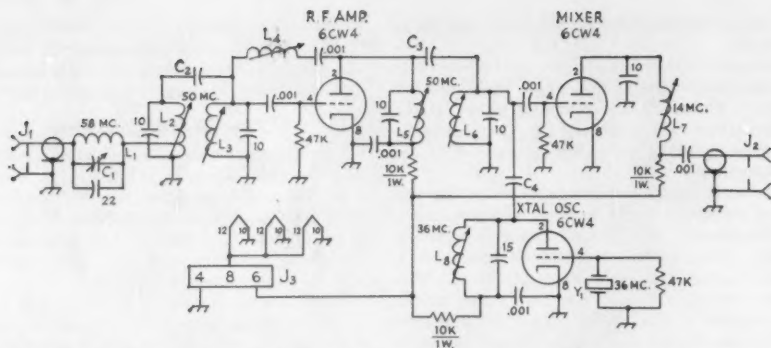 R.F. AMP.
6CW4
MIXER
6CW4
L4
.001
C3
C2
2
50 MC.
2
10
14 MC.
L7
J2
58 MC.
J1
L1
C1
22
10
L2
50 MC.
L3
10
.001
4
47K
8
.001
10
L5
L6
10
.001
4
47K
8
10K
1W.
C4
10K
1W.
.001
XTAL OSC.
6CW4
36 MC.
L8
15
2
4
8
.001
Y1
36 MC.
47K
12
10
12
10
12
10
4
8
6
J3
10K
1W.